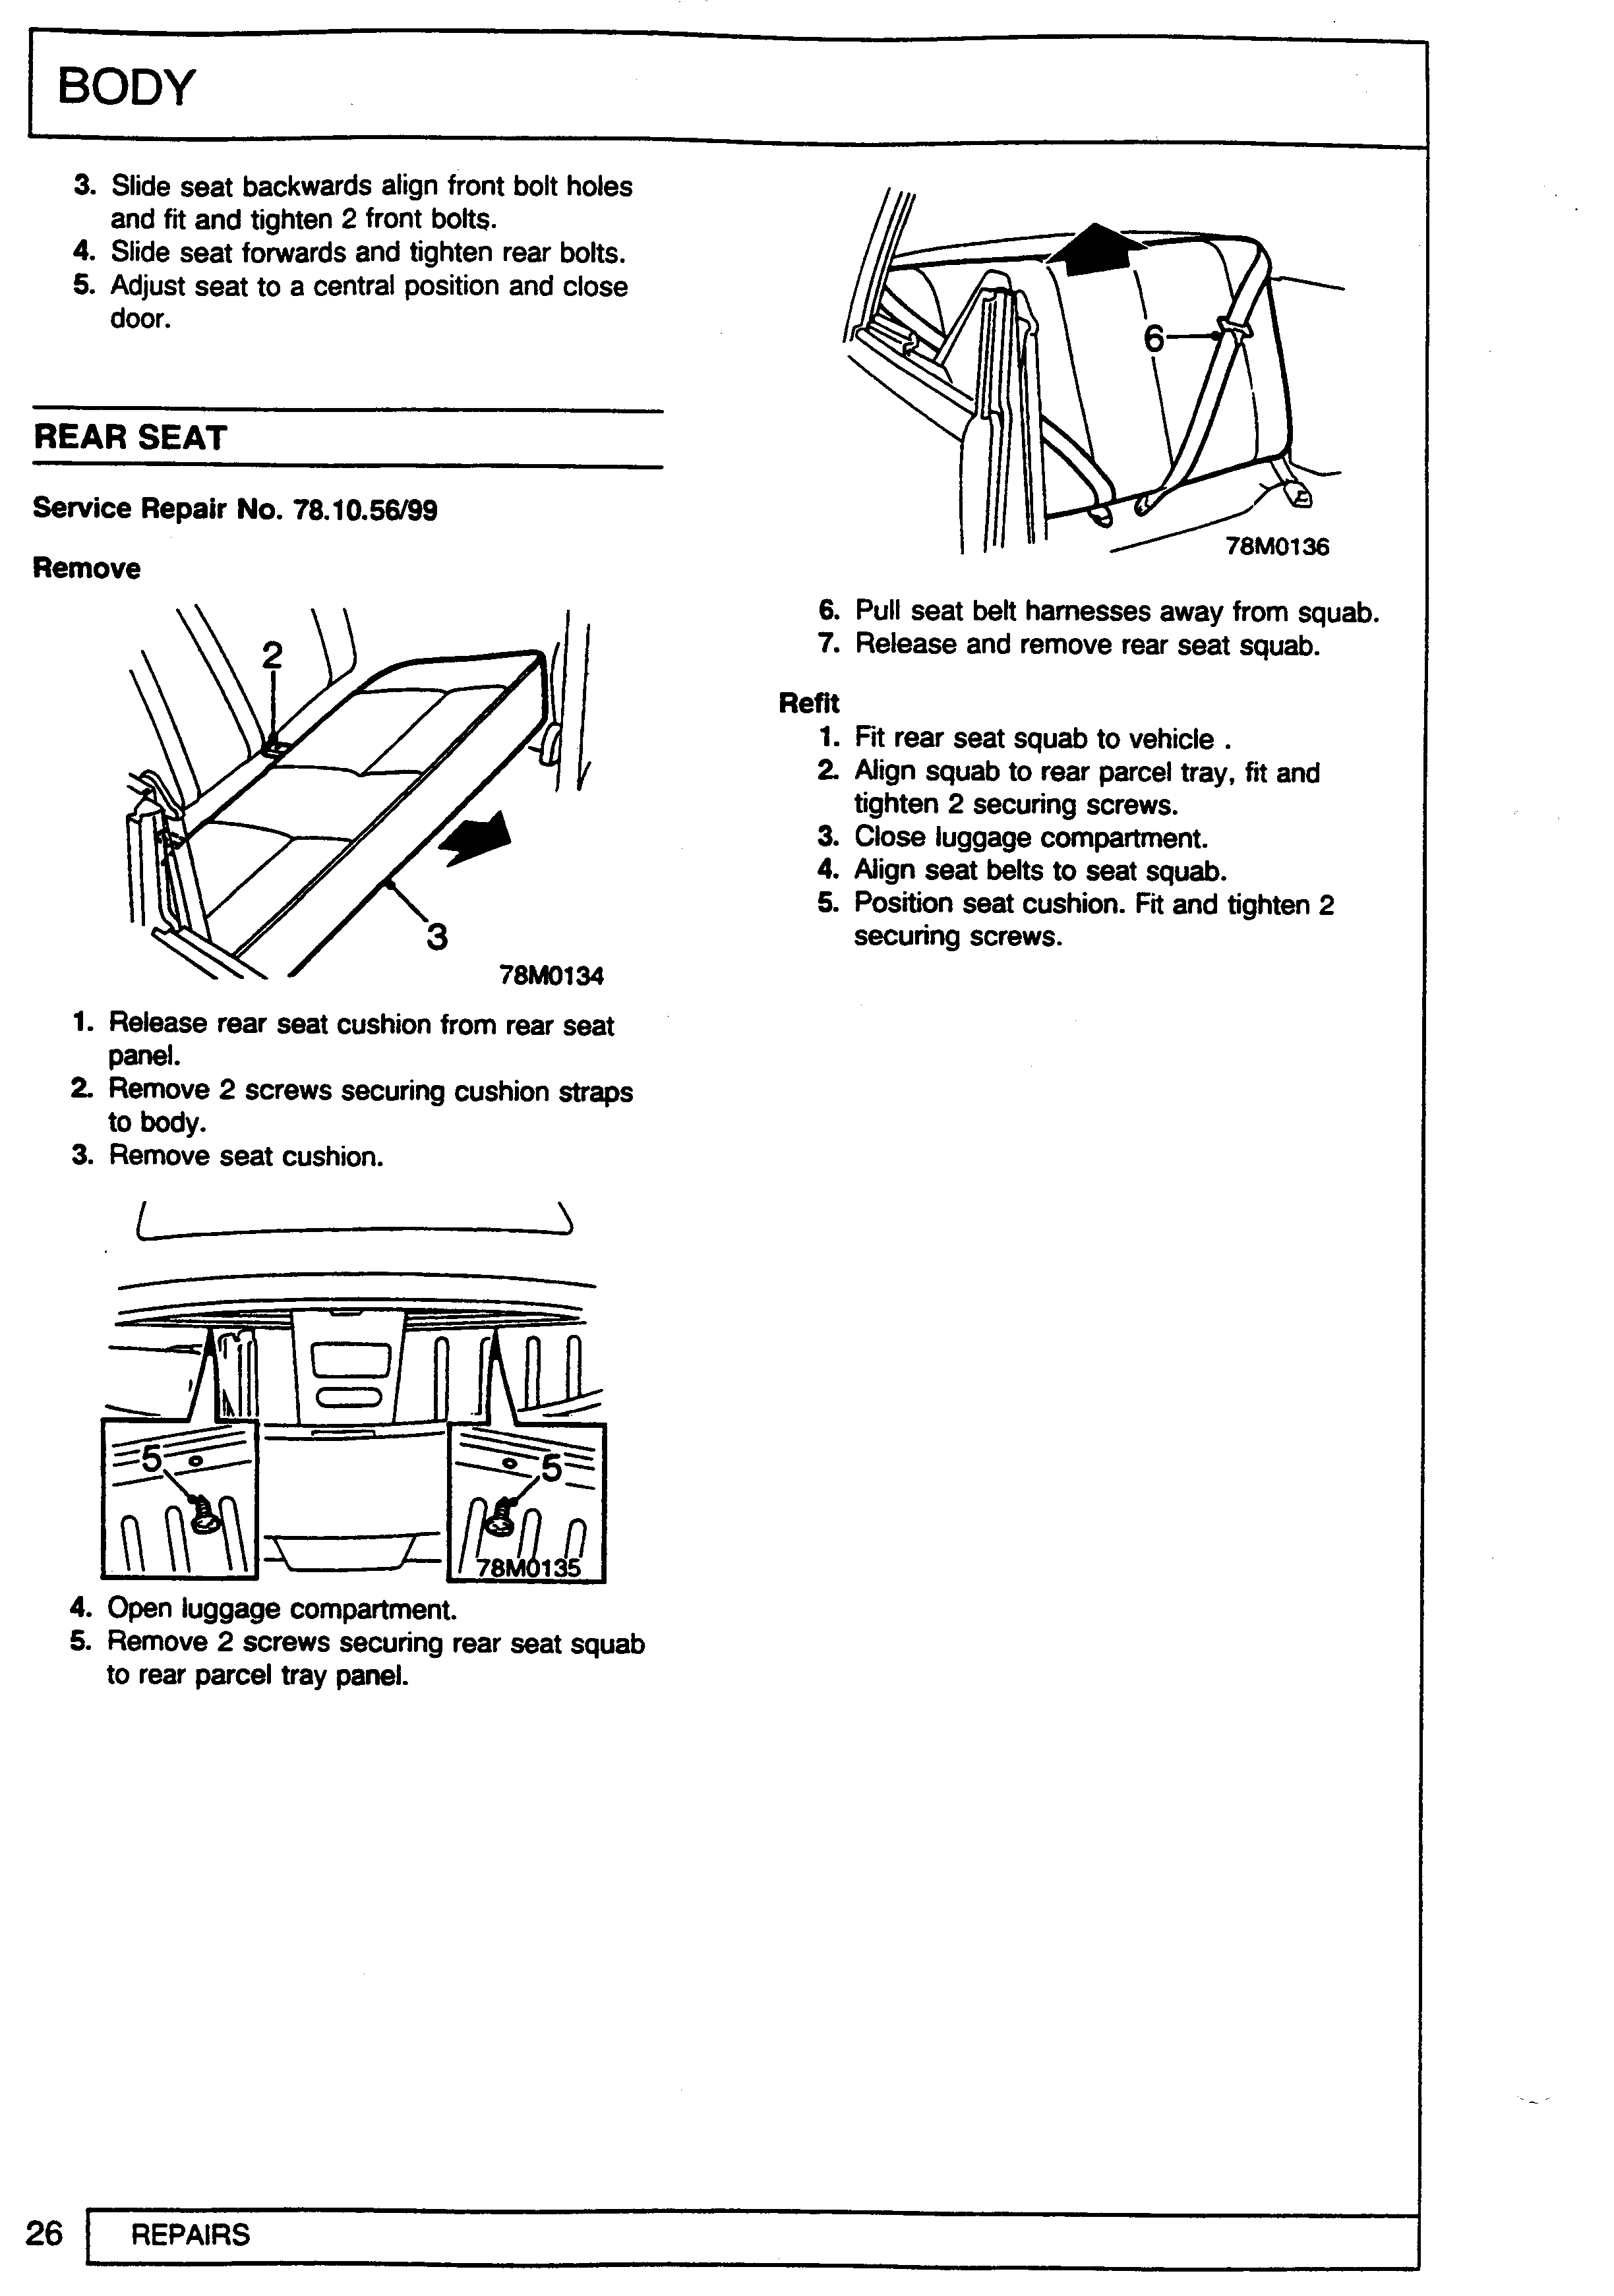 BODY
3. Slide seat backwards align front bolt holes
and fit and tighten 2 front bolts.
4. Slide seat forwards and tighten rear bolts.
5. Adjust seat to a central position and close
door.
REAR SEAT
Service Repair No. 78.10.56/99
Remove
2
3
78M0134
1. Release rear seat cushion from rear seat
panel.
2. Remove 2 screws securing cushion straps
to body.
3. Remove seat cushion.
5
5
78M0135
4. Open luggage compartment.
5. Remove 2 screws securing rear seat squab
to rear parcel tray panel.
6
78M0136
6. Pull seat belt harnesses away from squab.
7. Release and remove rear seat squab.
Refit
1. Fit rear seat squab to vehicle .
2. Align squab to rear parcel tray, fit and
tighten 2 securing screws.
3. Close luggage compartment.
4. Align seat belts to seat squab.
5. Position seat cushion. Fit and tighten 2
securing screws.
26
REPAIRS